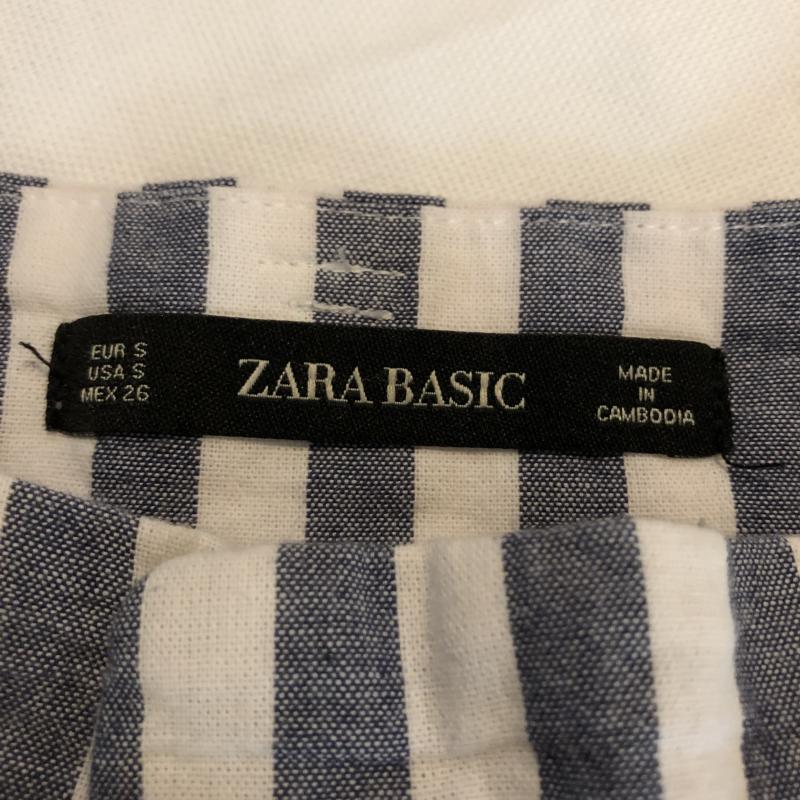 EUR S
USA S
MEX 26
ZARA BASIC
MADE
IN
CAMBODIA